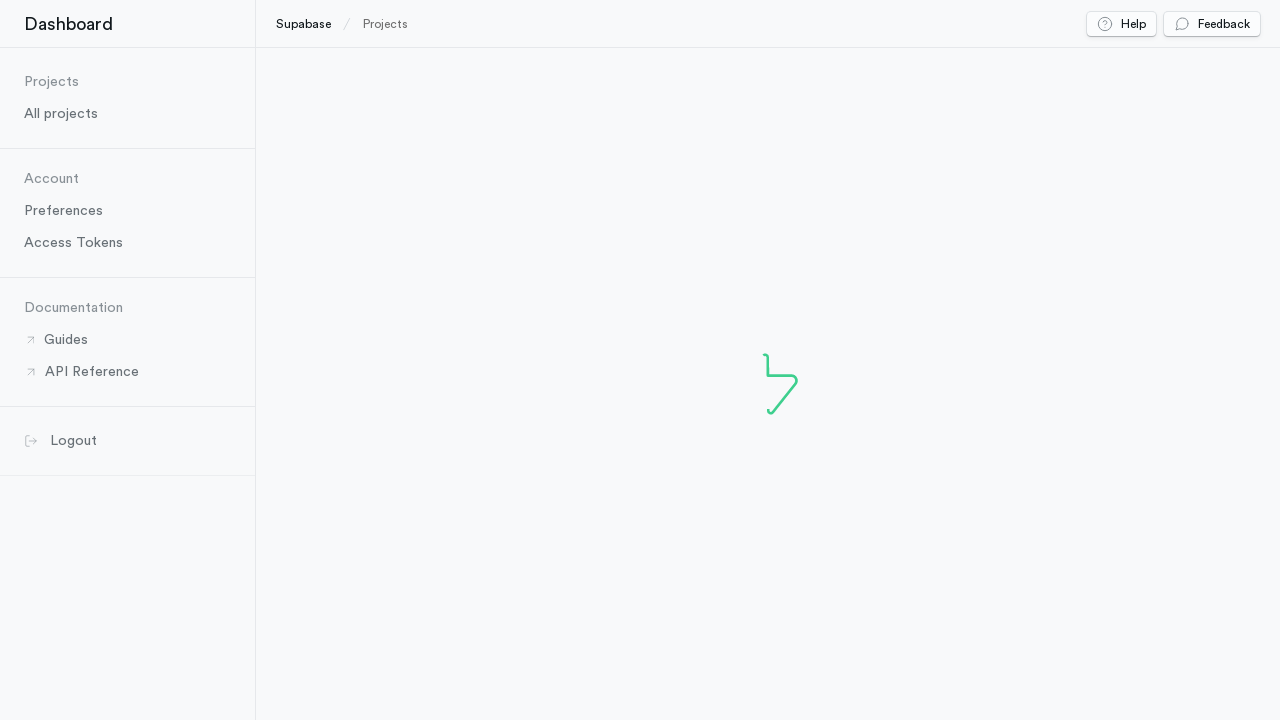 Dashboard
Supabase / Projects
Help
Feedback
Projects
All projects
Account
Preferences
Access Tokens
Documentation
Guides
API Reference
Logout